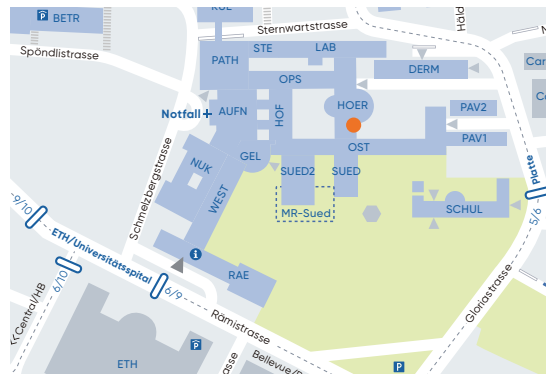 P BETR
Sternwartstrasse
Spöndlistrasse
STE
LAB
PATH
DERM
OPS
HOER
PAV2
Notfall
AUFN
HOF
PAV1
OST
GEL
NUK
SUED2
SUED
Platte
WEST
MR-Sued
SCHUL
Schmelzbergstrasse
9/10
5/6
ETH/Universitätsspital
i
RAE
6/10
6/9
Gloriastrasse
Central/HB
Rämistrasse
P
ETH
P
Bellevue/